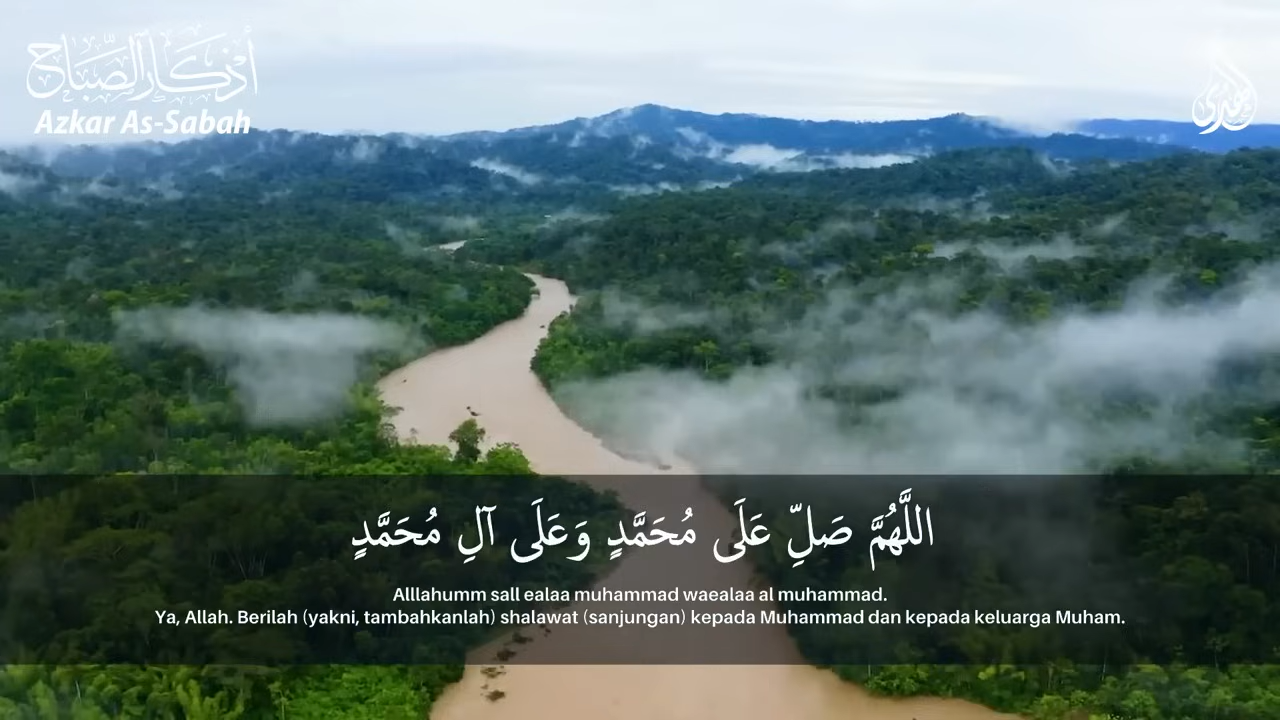 أذكار الصباح
Azkar As-Sabah
اللَّهُمَّ صَلِّ عَلَى مُحَمَّدٍ وَعَلَى آلِ مُحَمَّدٍ
Alllahumm sall ealaa muhammad waealaa al muhammad.
Ya, Allah. Berilah (yakni, tambahkanlah) shalawat (sanjungan) kepada Muhammad dan kepada keluarga Muham.